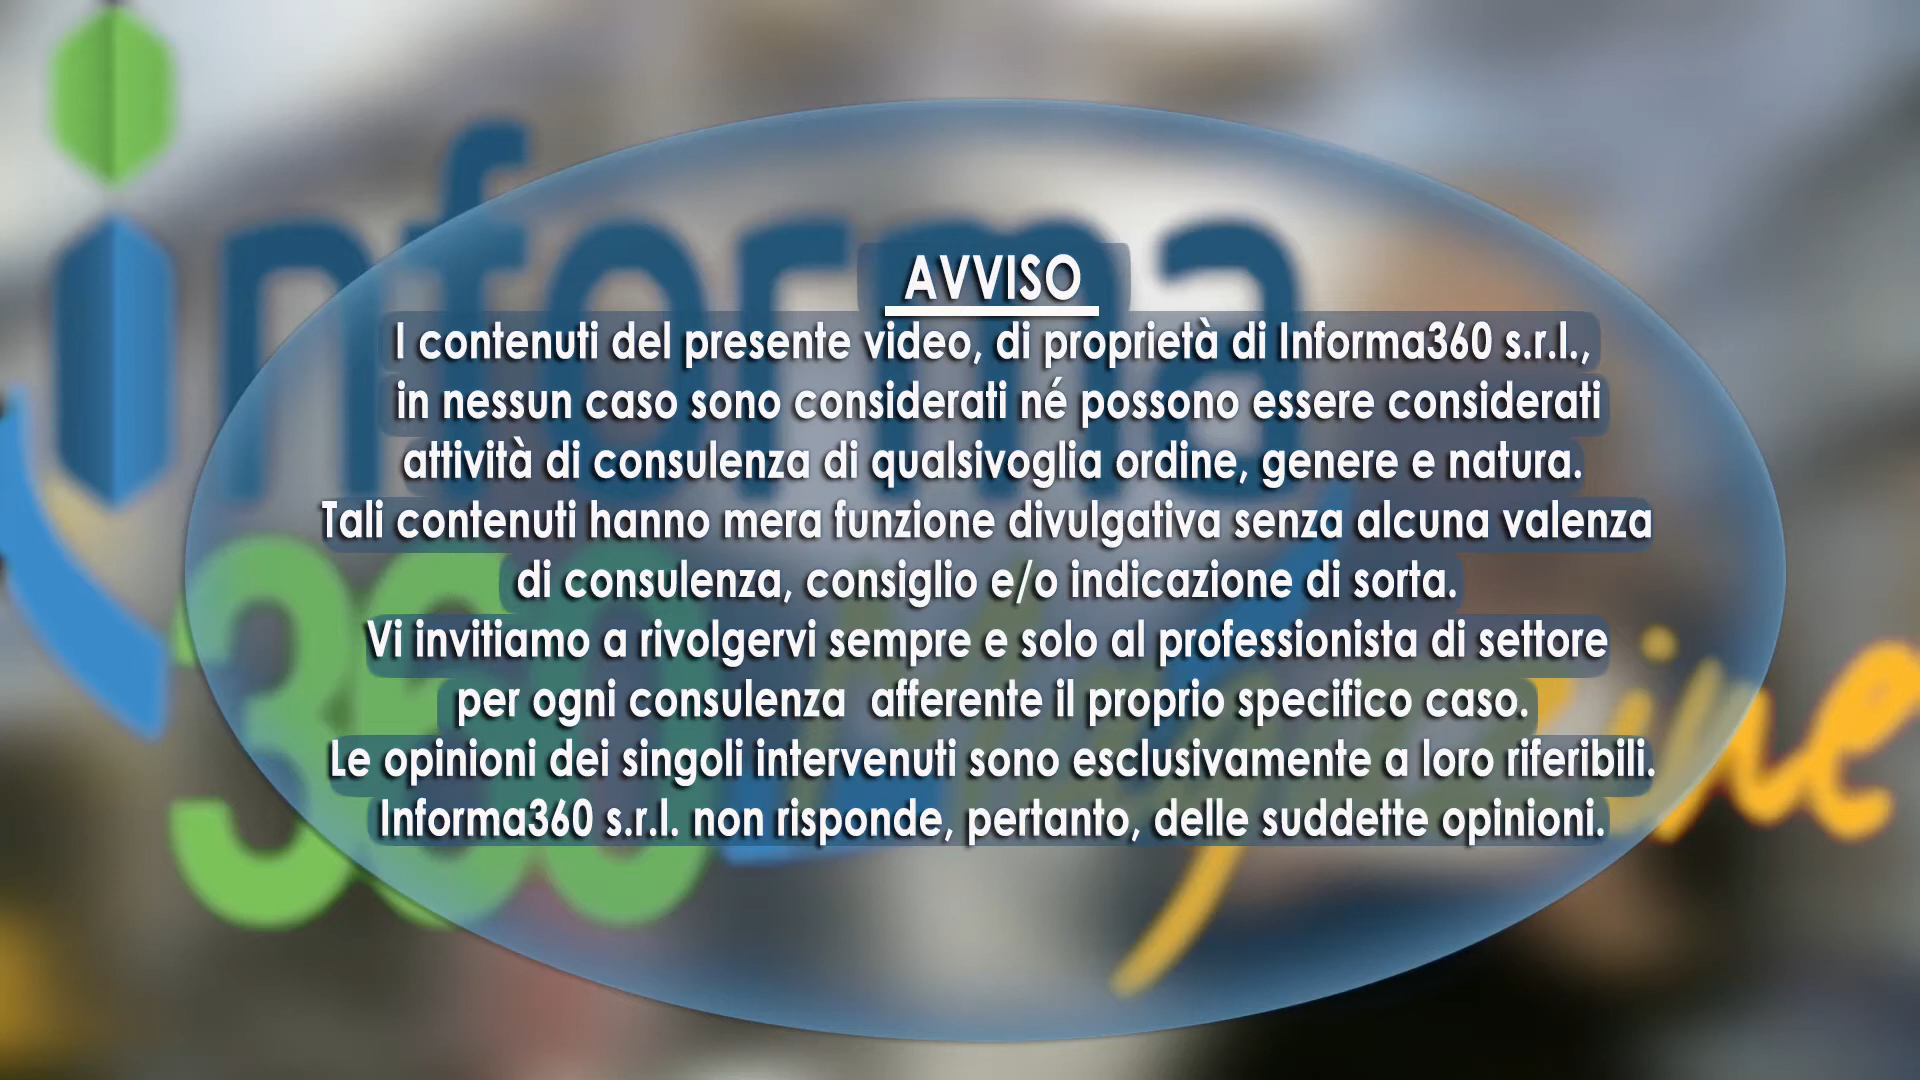 informa
360 Magazine
AVVISO
I contenuti del presente video, di proprietà di Informa360 s.r.l.,
in nessun caso sono considerati né possono essere considerati
attività di consulenza di qualsivoglia ordine, genere e natura.
Tali contenuti hanno mera funzione divulgativa senza alcuna valenza
di consulenza, consiglio e/o indicazione di sorta.
Vi invitiamo a rivolgervi sempre e solo al professionista di settore
per ogni consulenza  afferente il proprio specifico caso.
Le opinioni dei singoli intervenuti sono esclusivamente a loro riferibili.
Informa360 s.r.l. non risponde, pertanto, delle suddette opinioni.